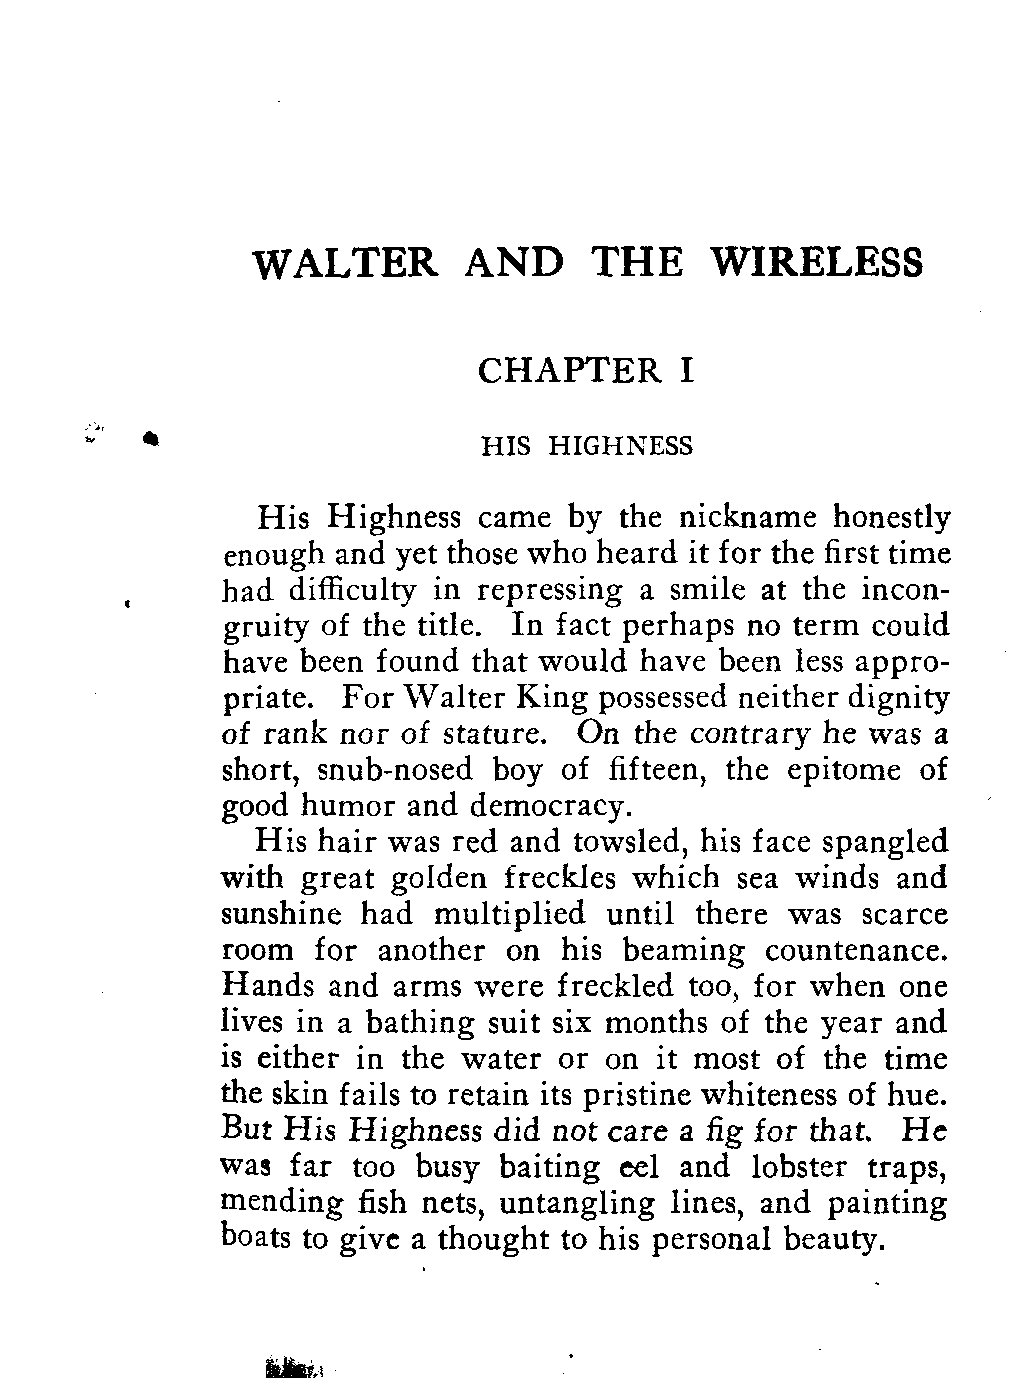 WALTER AND THE WIRELESS
CHAPTER I
HIS HIGHNESS
His Highness came by the nickname honestly
enough and yet those who heard it for the first time
had difficulty in repressing a smile at the incon-
gruity of the title. In fact perhaps no term could
have been found that would have been less appro-
priate. For Walter King possessed neither dignity
of rank nor of stature. On the contrary he was a
short, snub-nosed boy of fifteen, the epitome of
good humor and democracy.
His hair was red and towsled, his face spangled
with great golden freckles which sea winds and
sunshine had multiplied until there was scarce
room for another on his beaming countenance.
Hands and arms were freckled too, for when one
lives in a bathing suit six months of the year and
is either in the water or on it most of the time
the skin fails to retain its pristine whiteness of hue.
But His Highness did not care a fig for that. He
was far too busy baiting eel and lobster traps,
mending fish nets, untangling lines, and painting
boats to give a thought to his personal beauty.